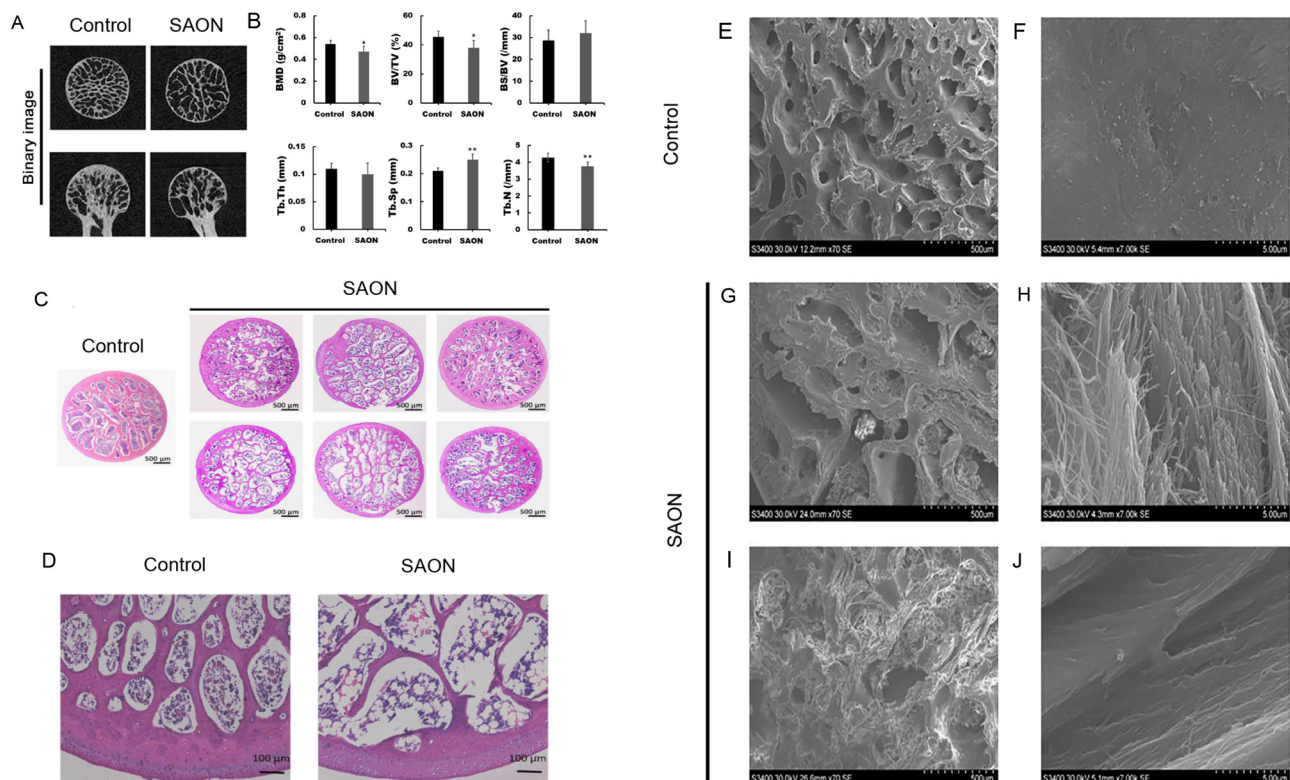 A
Control
SAON
Binary image
B
BMD (g/cm²)
0.8
0.6
0.4
0.2
0
*
Control
SAON
BV/TV (%)
60
40
20
0
*
Control
SAON
BS/BV (/mm)
40
30
20
10
0
Control
SAON
Tb.Th (mm)
0.15
0.1
0.05
0
Control
SAON
Tb.Sp (mm)
0.3
0.2
0.1
0
**
Control
SAON
Tb.N (/mm)
5
4
3
2
1
0
**
Control
SAON
C
Control
500 µm
SAON
500 µm
500 µm
500 µm
500 µm
500 µm
500 µm
D
Control
SAON
100 µm
100 µm
Control
E
S3400 30.0kV 12.2mm x70 SE
500um
F
S3400 30.0kV 5.4mm x7.00k SE
5.00um
SAON
G
S3400 30.0kV 24.0mm x70 SE
500um
H
S3400 30.0kV 4.3mm x7.00k SE
5.00um
I
S3400 30.0kV 26.6mm x70 SE
500um
J
S3400 30.0kV 5.1mm x7.00k SE
5.00um